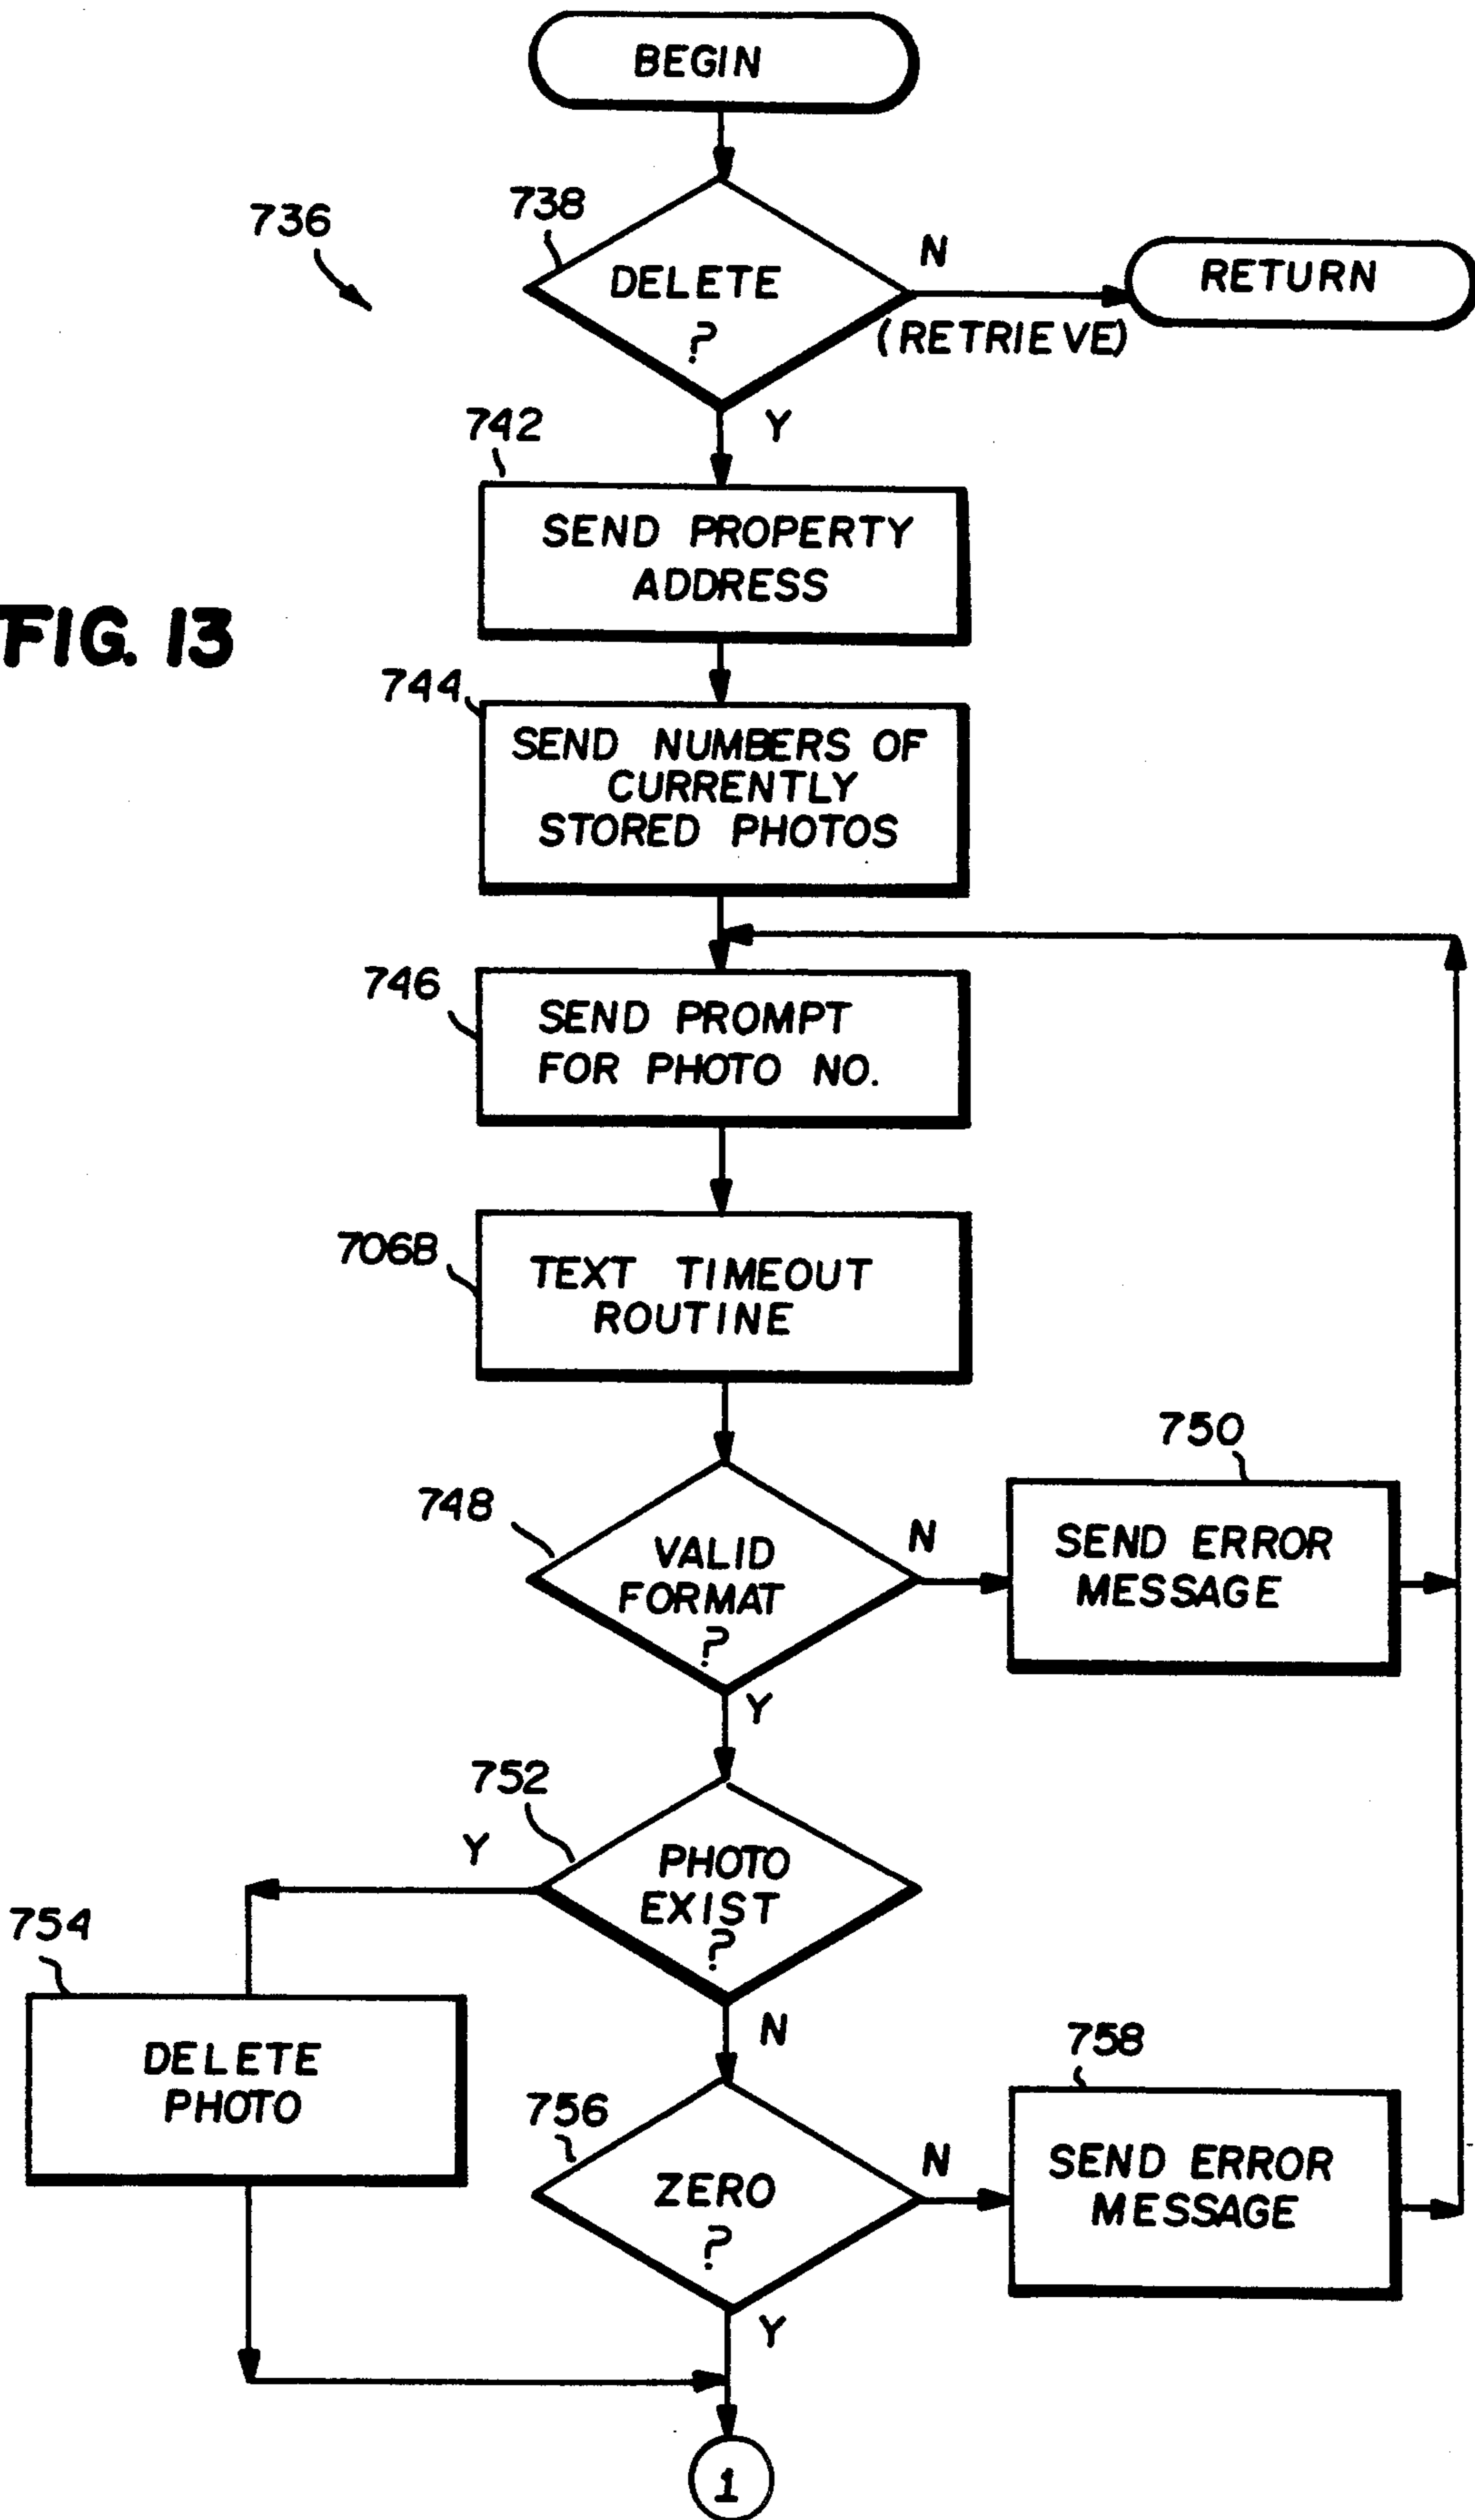 BEGIN
736
738
DELETE
?
N
(RETRIEVE)
RETURN
Y
742
SEND PROPERTY
ADDRESS
FIG. 13
744
SEND NUMBERS OF
CURRENTLY
STORED PHOTOS
746
SEND PROMPT
FOR PHOTO NO.
706B
TEXT TIMEOUT
ROUTINE
748
VALID
FORMAT
?
N
750
SEND ERROR
MESSAGE
Y
752
Y
PHOTO
EXIST
?
N
754
DELETE
PHOTO
756
ZERO
?
N
758
SEND ERROR
MESSAGE
Y
1